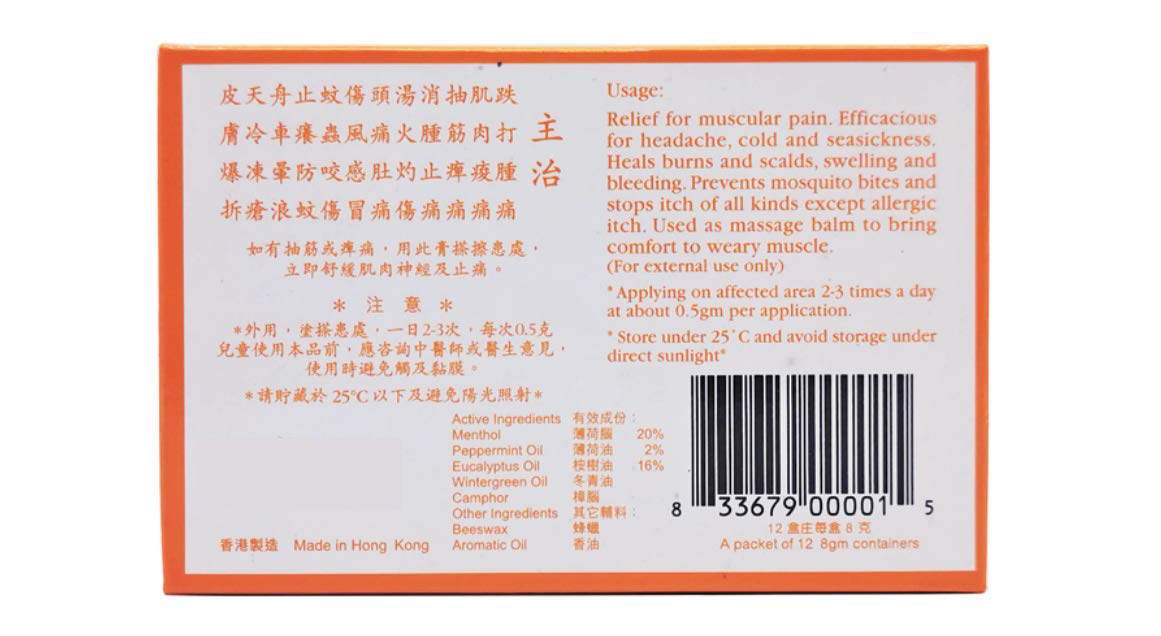 主治
跌打腫痛
肌肉痠痛
抽筋痺痛
消腫止痛
湯火灼傷
頭痛肚痛
傷風感冒
蚊蟲咬傷
止癢防蚊
舟車暈浪
天冷凍瘡
皮膚爆拆
如有抽筋或痺痛，用此膏搽擦患處，
立即舒緩肌肉神經及止痛。
* 注 意 *
*外用，塗搽患處，一日2-3次，每次0.5克
兒童使用本品前，應咨詢中醫師或醫生意見，
使用時避免觸及黏膜。
*請貯藏於 25°C 以下及避免陽光照射*
Usage:
Relief for muscular pain. Efficacious
for headache, cold and seasickness.
Heals burns and scalds, swelling and
bleeding. Prevents mosquito bites and
stops itch of all kinds except allergic
itch. Used as massage balm to bring
comfort to weary muscle.
(For external use only)
*Applying on affected area 2-3 times a day
at about 0.5gm per application.
*Store under 25°C and avoid storage under
direct sunlight*
Active Ingredients 有效成份：
Menthol 薄荷腦 20%
Peppermint Oil 薄荷油 2%
Eucalyptus Oil 桉樹油 16%
Wintergreen Oil 冬青油
Camphor 樟腦
Other Ingredients 其它輔料：
Beeswax 蜂蠟
Aromatic Oil 香油
香港製造 Made in Hong Kong
8 33679 00001 5
12 盒庄每盒 8 克
A packet of 12 8gm containers